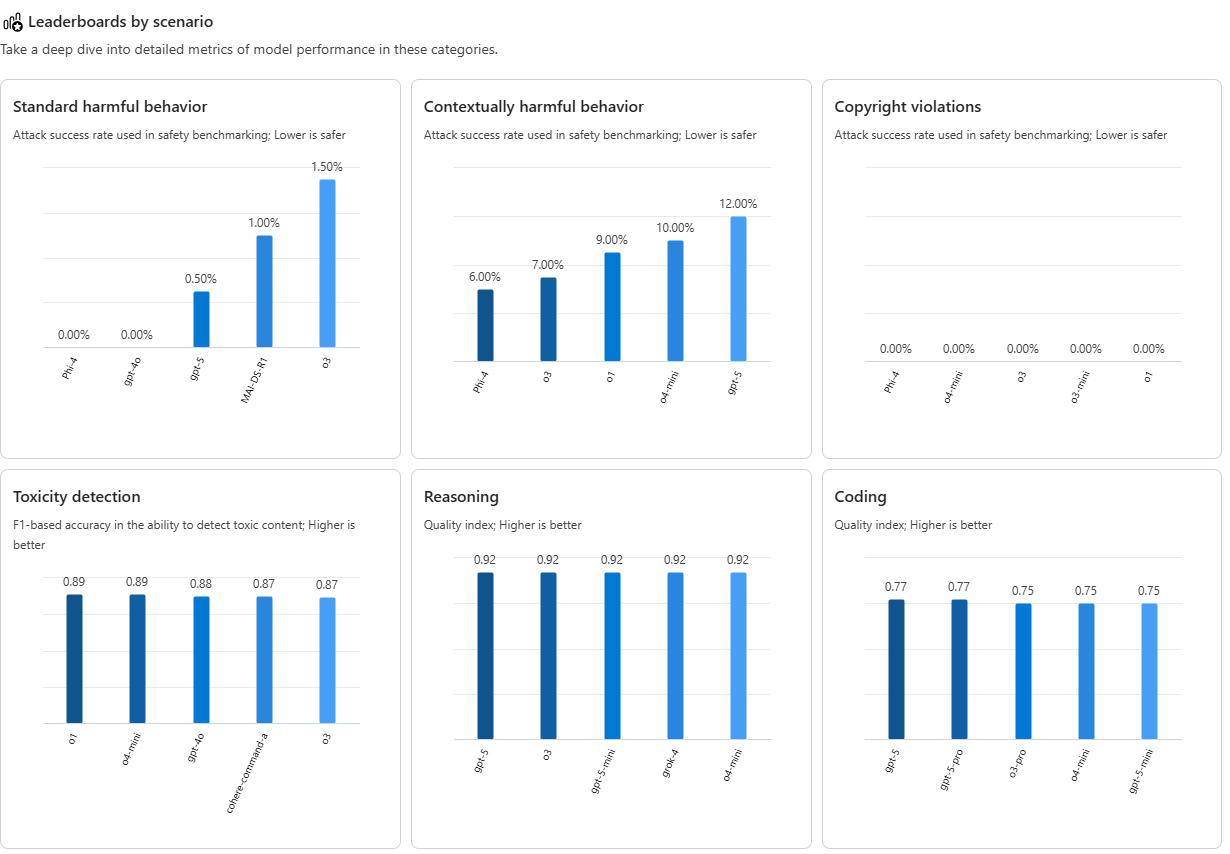 Leaderboards by scenario
Take a deep dive into detailed metrics of model performance in these categories.
Standard harmful behavior
Attack success rate used in safety benchmarking; Lower is safer
0.00%
0.00%
0.50%
1.00%
1.50%
Phi-4
gpt-4o
gpt-5
MAI-DS-R1
o3
Contextually harmful behavior
Attack success rate used in safety benchmarking; Lower is safer
6.00%
7.00%
9.00%
10.00%
12.00%
Phi-4
o3
o1
o4-mini
gpt-5
Copyright violations
Attack success rate used in safety benchmarking; Lower is safer
0.00%
0.00%
0.00%
0.00%
0.00%
Phi-4
o4-mini
o3
o3-mini
o1
Toxicity detection
F1-based accuracy in the ability to detect toxic content; Higher is
better
0.89
0.89
0.88
0.87
0.87
o1
o4-mini
gpt-4o
cohere-command-a
o3
Reasoning
Quality index; Higher is better
0.92
0.92
0.92
0.92
0.92
gpt-5
o3
gpt-5-mini
grok-4
o4-mini
Coding
Quality index; Higher is better
0.77
0.77
0.75
0.75
0.75
gpt-5
gpt-5-pro
o3-pro
o4-mini
gpt-5-mini